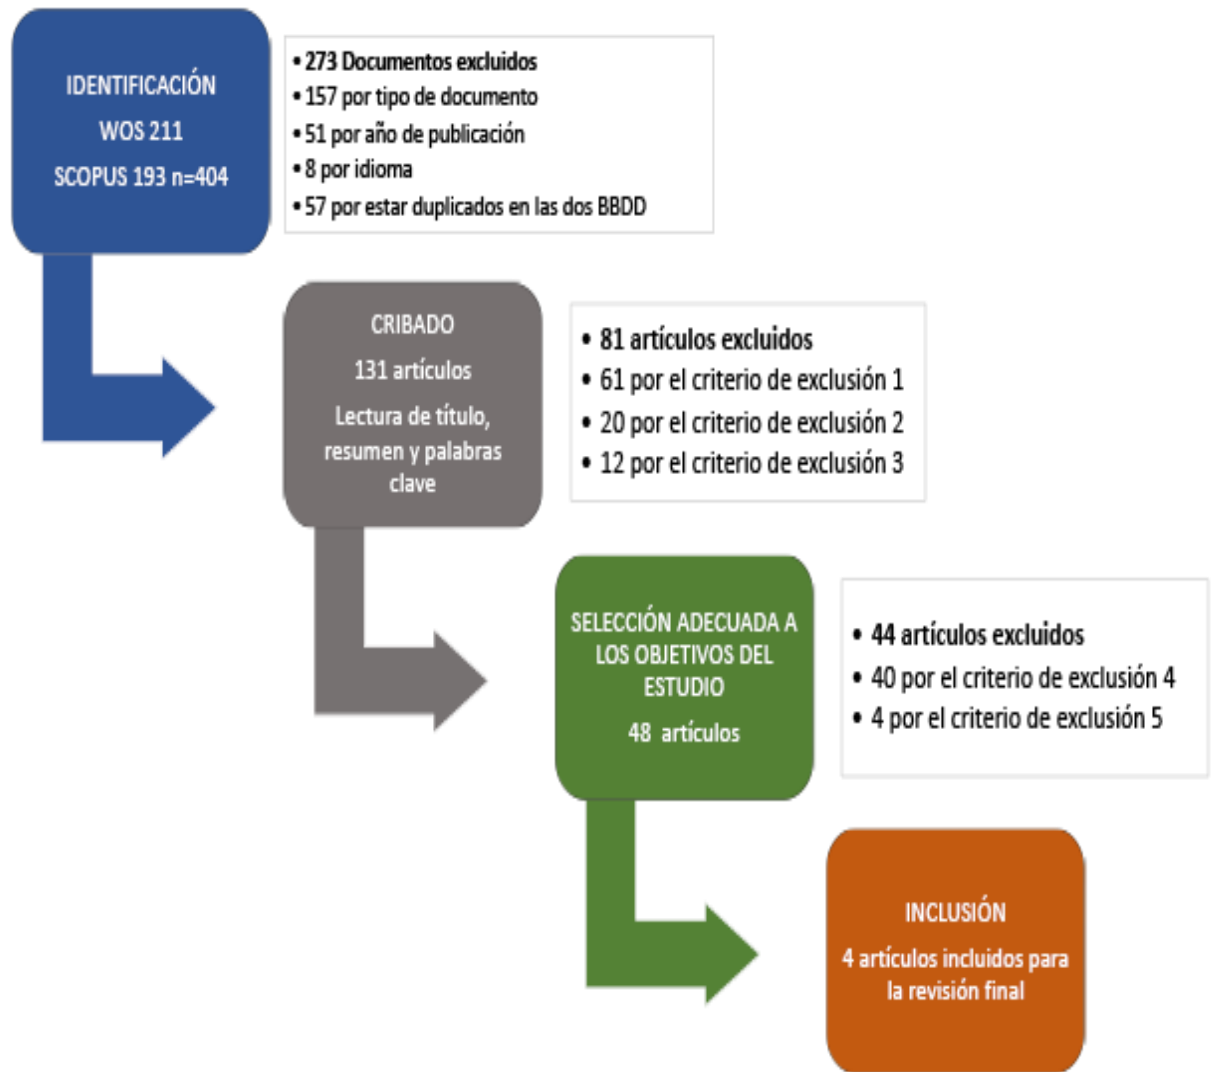 IDENTIFICACIÓN
WOS 211
SCOPUS 193 n=404
• 273 Documentos excluidos
• 157 por tipo de documento
• 51 por año de publicación
• 8 por idioma
• 57 por estar duplicados en las dos BBDD
CRIBADO
131 artículos
Lectura de título,
resumen y palabras
clave
• 81 artículos excluidos
• 61 por el criterio de exclusión 1
• 20 por el criterio de exclusión 2
• 12 por el criterio de exclusión 3
SELECCIÓN ADECUADA A
LOS OBJETIVOS DEL
ESTUDIO
48 artículos
• 44 artículos excluidos
• 40 por el criterio de exclusión 4
• 4 por el criterio de exclusión 5
INCLUSIÓN
4 artículos incluidos para
la revisión final